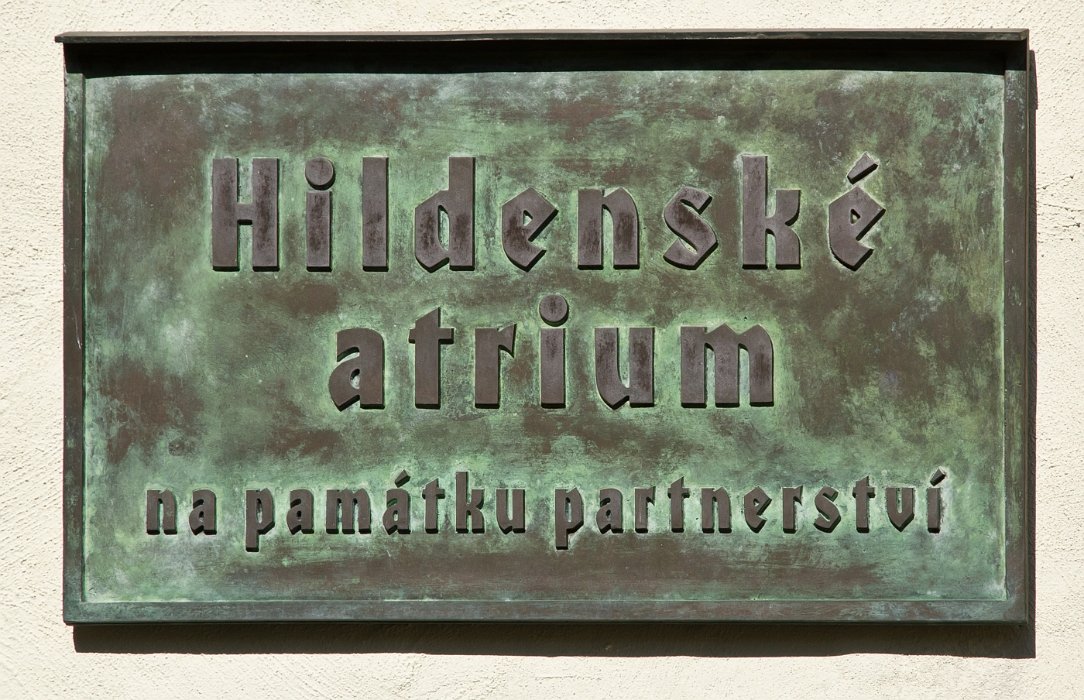 Hildenské
atrium
na památku partnerství